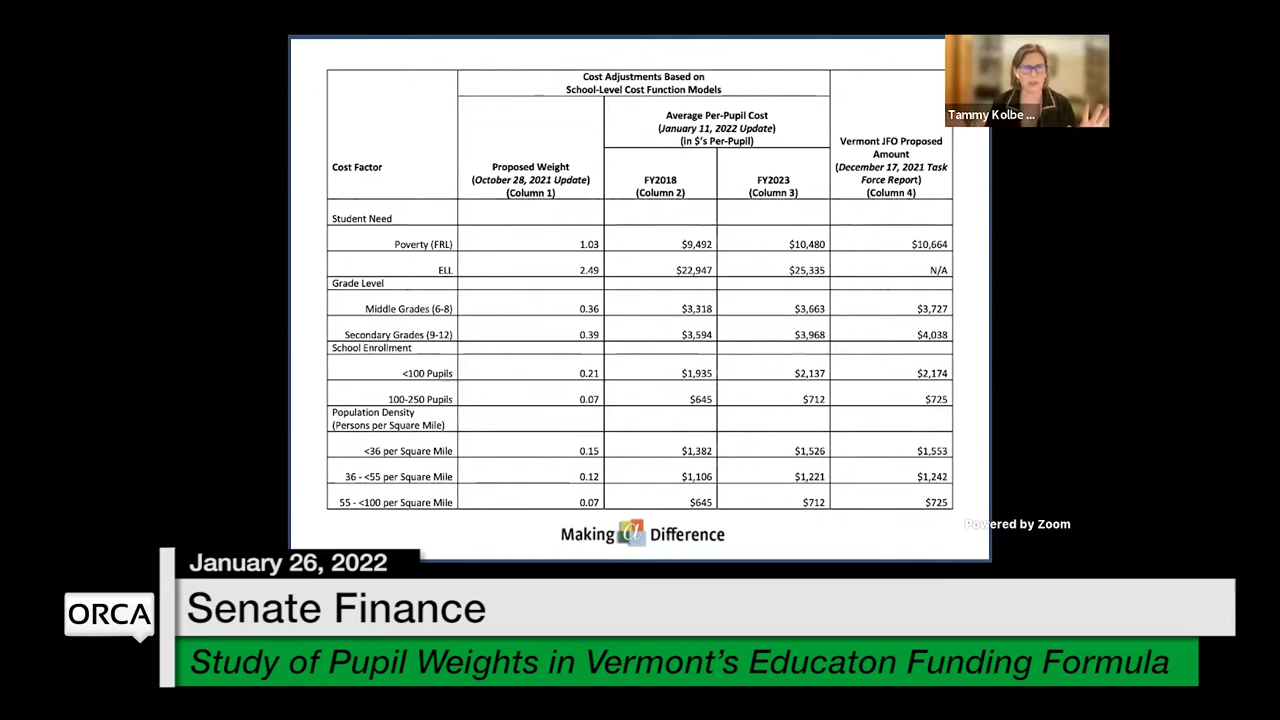 Cost Adjustments Based on
School-Level Cost Function Models
Average Per-Pupil Cost
(January 11, 2022 Update)
(in $'s Per-Pupil)
Cost Factor
Proposed Weight
(October 28, 2021 Update)
(Column 1)
FY2018
(Column 2)
FY2023
(Column 3)
Vermont JFO Proposed
Amount
(December 17, 2021 Task
Force Report)
(Column 4)
Student Need
Poverty (FRL) 1.03 $9,492 $10,480 $10,664
ELL 2.49 $22,947 $25,335 N/A
Grade Level
Middle Grades (6-8) 0.36 $3,318 $3,663 $3,727
Secondary Grades (9-12) 0.39 $3,594 $3,968 $4,038
School Enrollment
<100 Pupils 0.21 $1,935 $2,137 $2,174
100-250 Pupils 0.07 $645 $712 $725
Population Density
(Persons per Square Mile)
<36 per Square Mile 0.15 $1,382 $1,526 $1,553
36 - <55 per Square Mile 0.12 $1,106 $1,221 $1,242
55 - <100 per Square Mile 0.07 $645 $712 $725
Making a Difference
Tammy Kolbe ...
Powered by Zoom
January 26, 2022
ORCA
Senate Finance
Study of Pupil Weights in Vermont's Educaton Funding Formula